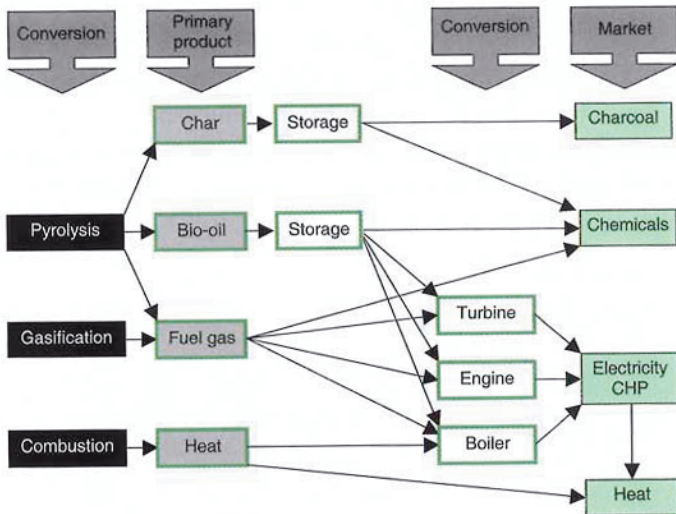 Conversion
Primary
product
Conversion
Market
Char
Storage
Charcoal
Pyrolysis
Bio-oil
Storage
Chemicals
Gasification
Fuel gas
Turbine
Engine
Electricity
CHP
Combustion
Heat
Boiler
Heat